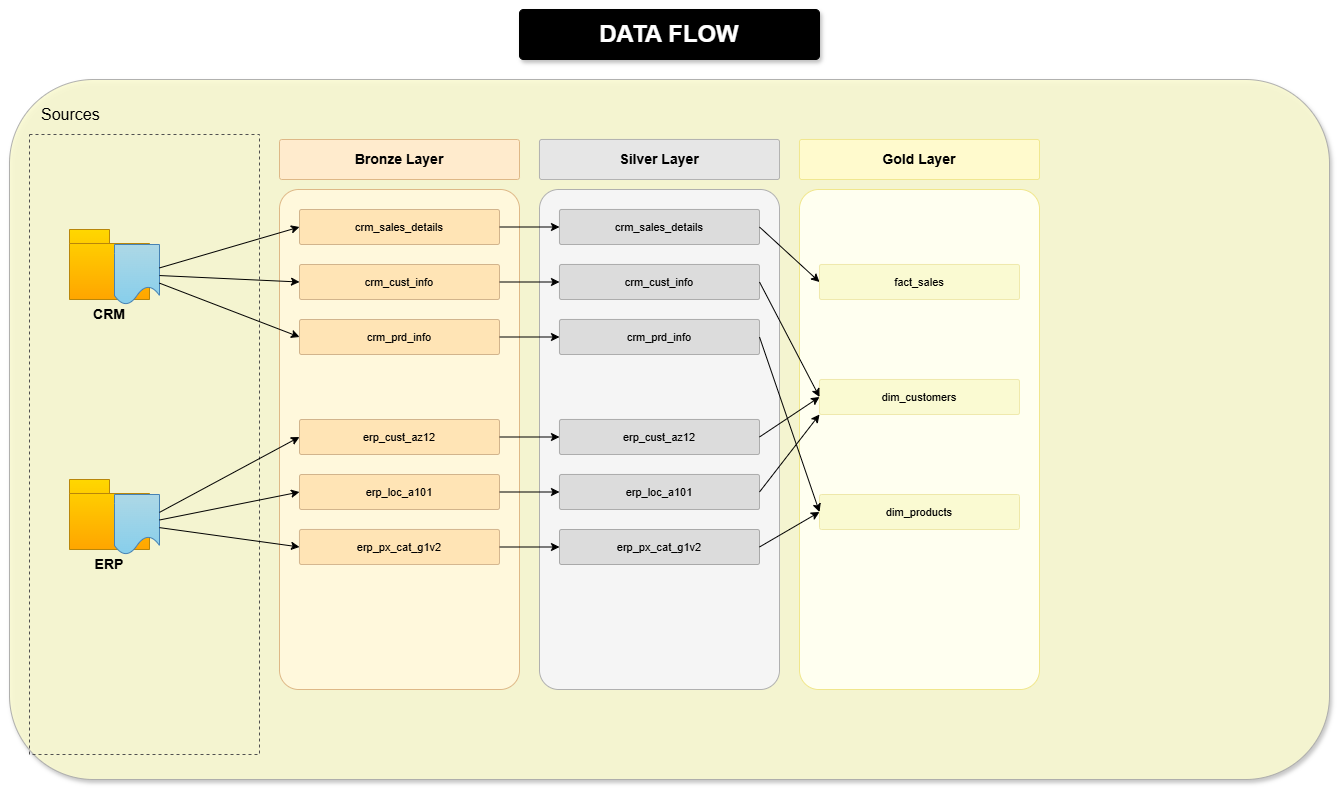 DATA FLOW
Sources
Bronze Layer
Silver Layer
Gold Layer
CRM
ERP
crm_sales_details
crm_cust_info
crm_prd_info
erp_cust_az12
erp_loc_a101
erp_px_cat_g1v2
crm_sales_details
crm_cust_info
crm_prd_info
erp_cust_az12
erp_loc_a101
erp_px_cat_g1v2
fact_sales
dim_customers
dim_products